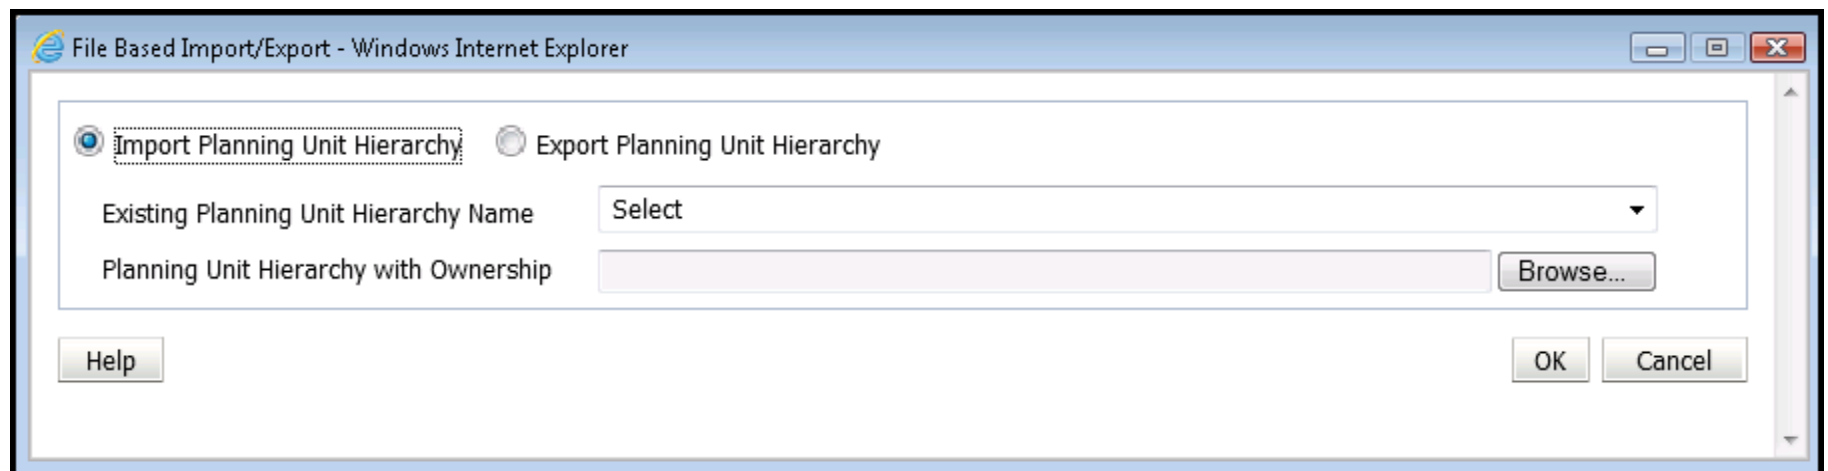 File Based Import/Export - Windows Internet Explorer
Import Planning Unit Hierarchy Export Planning Unit Hierarchy
Existing Planning Unit Hierarchy Name Select
Planning Unit Hierarchy with Ownership Browse...
Help OK Cancel